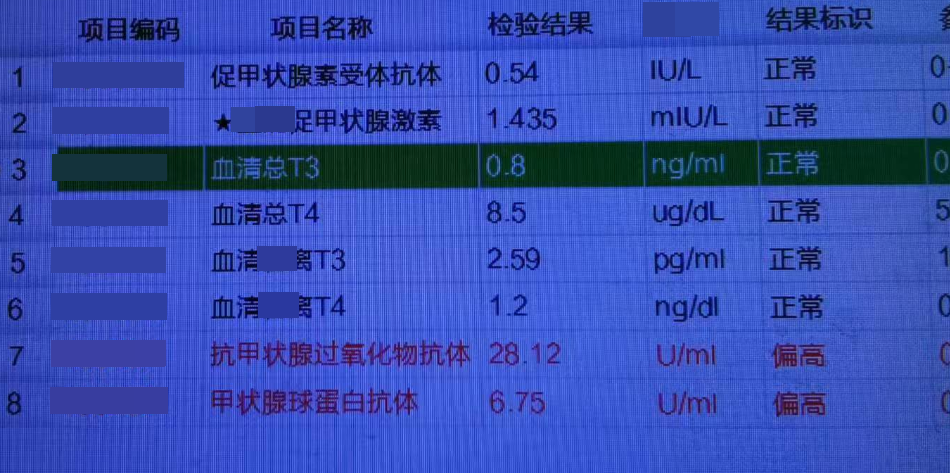 项目编码 项目名称 检验结果 结果标识
1 促甲状腺素受体抗体 0.54 IU/L 正常
2 ★ 促甲状腺激素 1.435 mIU/L 正常
3 血清总T3 0.8 ng/ml 正常
4 血清总T4 8.5 ug/dL 正常
5 血清 离T3 2.59 pg/ml 正常
6 血清 离T4 1.2 ng/dl 正常
7 抗甲状腺过氧化物抗体 28.12 U/ml 偏高
8 甲状腺球蛋白抗体 6.75 U/ml 偏高